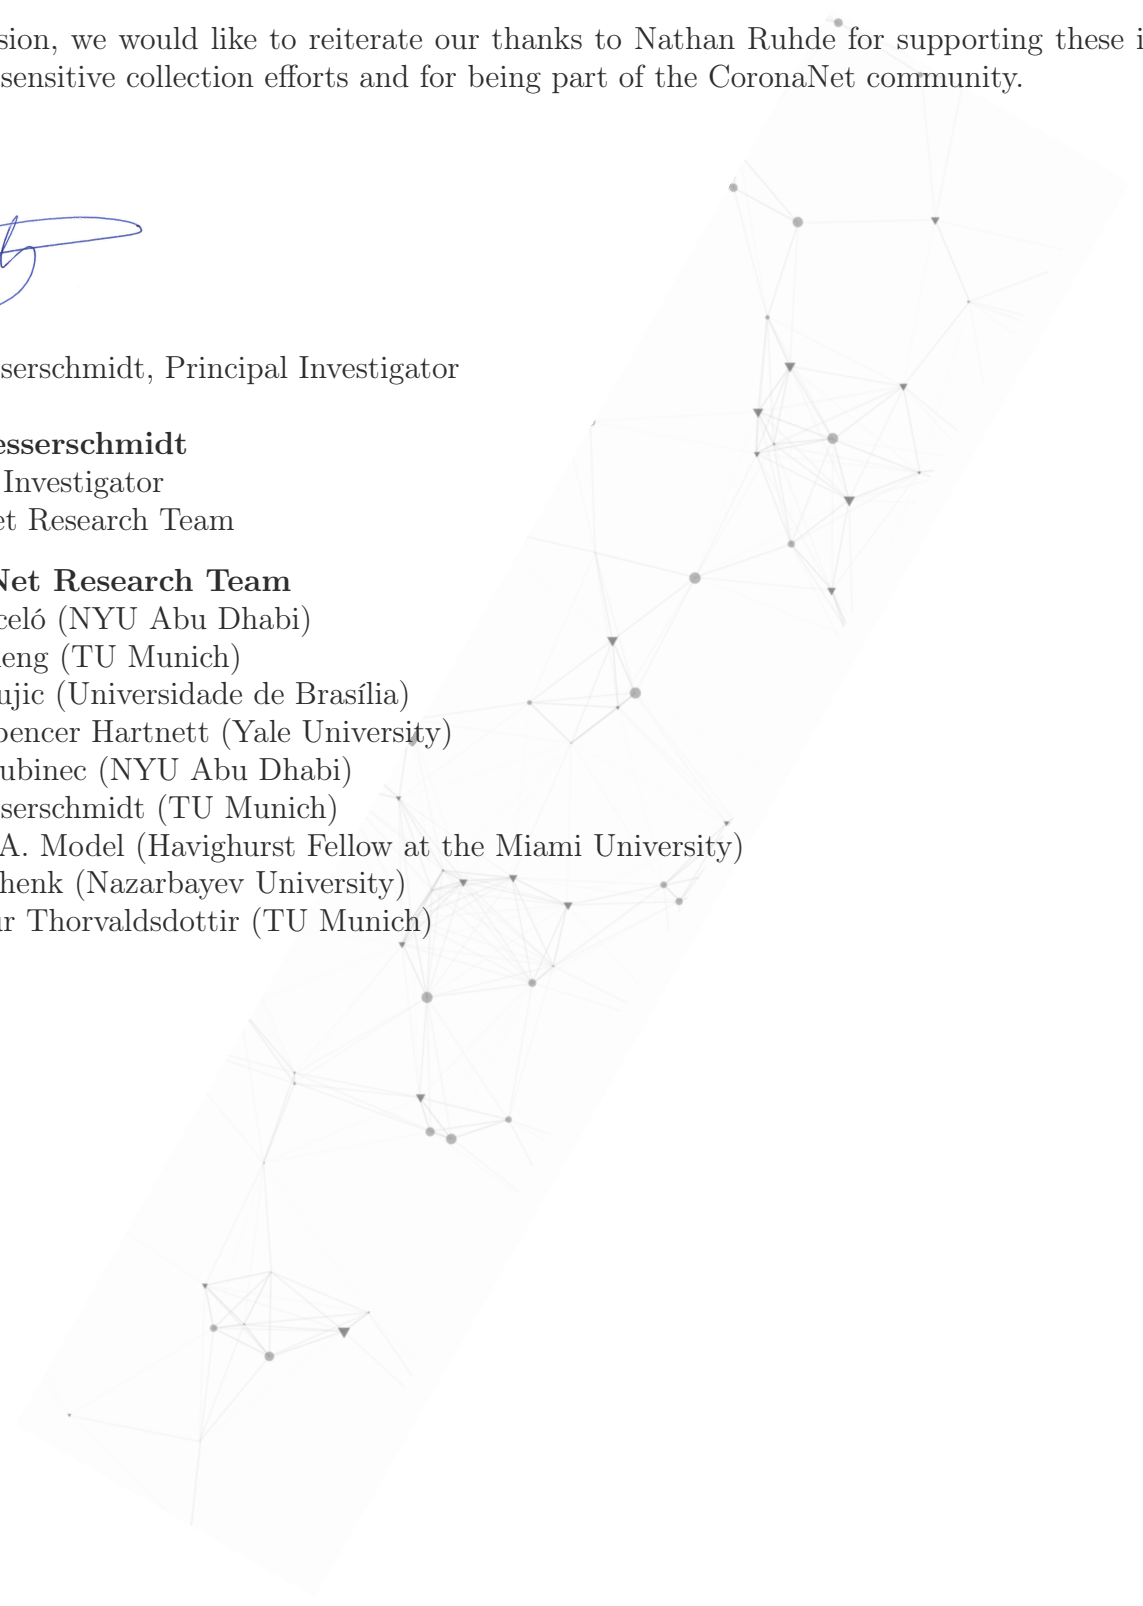 sion, we would like to reiterate our thanks to Nathan Ruhde for supporting these i
sensitive collection efforts and for being part of the CoronaNet community.
serschmidt, Principal Investigator
esserschmidt
Investigator
et Research Team
Net Research Team
celó (NYU Abu Dhabi)
eng (TU Munich)
ujic (Universidade de Brasília)
pencer Hartnett (Yale University)
ubinec (NYU Abu Dhabi)
serschmidt (TU Munich)
A. Model (Havighurst Fellow at the Miami University)
henk (Nazarbayev University)
ur Thorvaldsdottir (TU Munich)